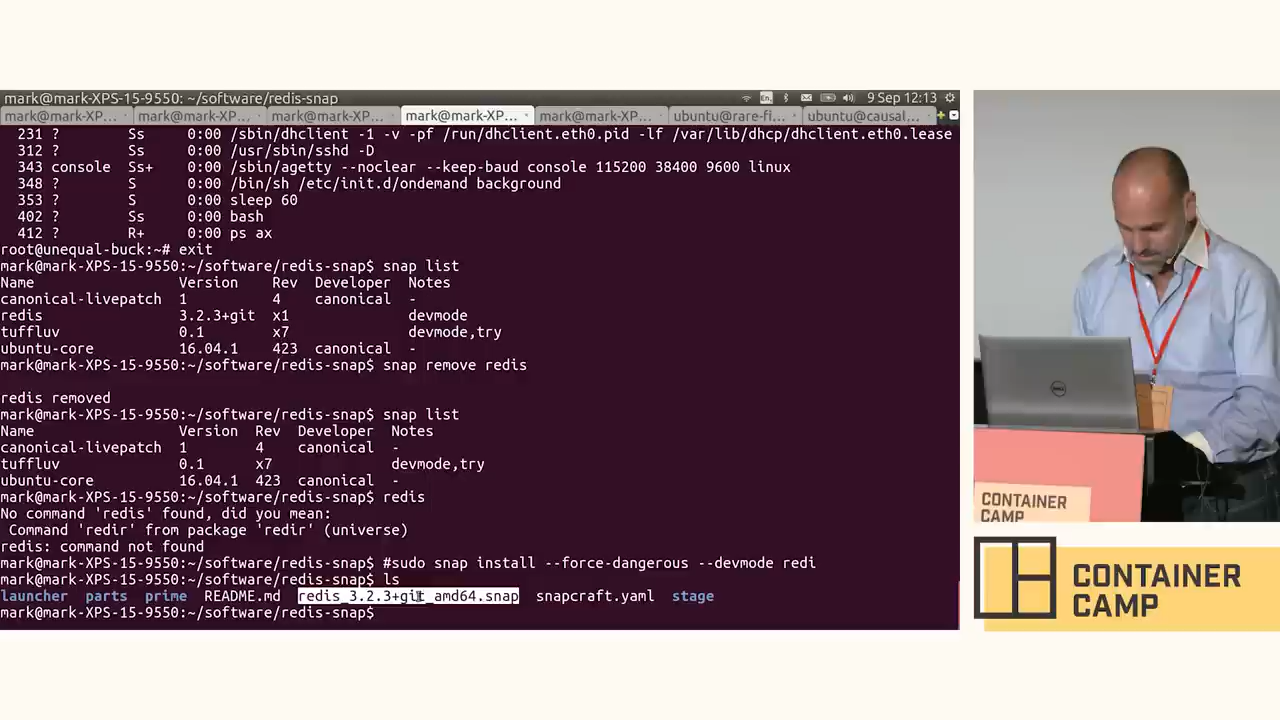 mark@mark-XPS-15-9550: ~/software/redis-snap
En
9 Sep 12:13
mark@mark-XP... mark@mark-XP... mark@mark-XP... mark@mark-XP... mark@mark-XP... ubuntu@rare-fi... ubuntu@causal...
231 ? Ss 0:00 /sbin/dhclient -1 -v -pf /run/dhclient.eth0.pid -lf /var/lib/dhcp/dhclient.eth0.lease
312 ? Ss 0:00 /usr/sbin/sshd -D
343 console Ss+ 0:00 /sbin/agetty --noclear --keep-baud console 115200 38400 9600 linux
348 ? S 0:00 /bin/sh /etc/init.d/ondemand background
353 ? S 0:00 sleep 60
402 ? Ss 0:00 bash
412 ? R+ 0:00 ps ax
root@unequal-buck:~# exit
mark@mark-XPS-15-9550:~/software/redis-snap$ snap list
Name Version Rev Developer Notes
canonical-livepatch 1 4 canonical -
redis 3.2.3+git x1 devmode
tuffluv 0.1 x7 devmode,try
ubuntu-core 16.04.1 423 canonical -
mark@mark-XPS-15-9550:~/software/redis-snap$ snap remove redis
redis removed
mark@mark-XPS-15-9550:~/software/redis-snap$ snap list
Name Version Rev Developer Notes
canonical-livepatch 1 4 canonical -
tuffluv 0.1 x7 devmode,try
ubuntu-core 16.04.1 423 canonical -
mark@mark-XPS-15-9550:~/software/redis-snap$ redis
No command 'redis' found, did you mean:
Command 'redir' from package 'redir' (universe)
redis: command not found
mark@mark-XPS-15-9550:~/software/redis-snap$ #sudo snap install --force-dangerous --devmode redi
mark@mark-XPS-15-9550:~/software/redis-snap$ ls
launcher parts prime README.md redis_3.2.3+git_amd64.snap snapcraft.yaml stage
mark@mark-XPS-15-9550:~/software/redis-snap$
DELL
CONTAINER
CAMP
CONTAINER
CAMP